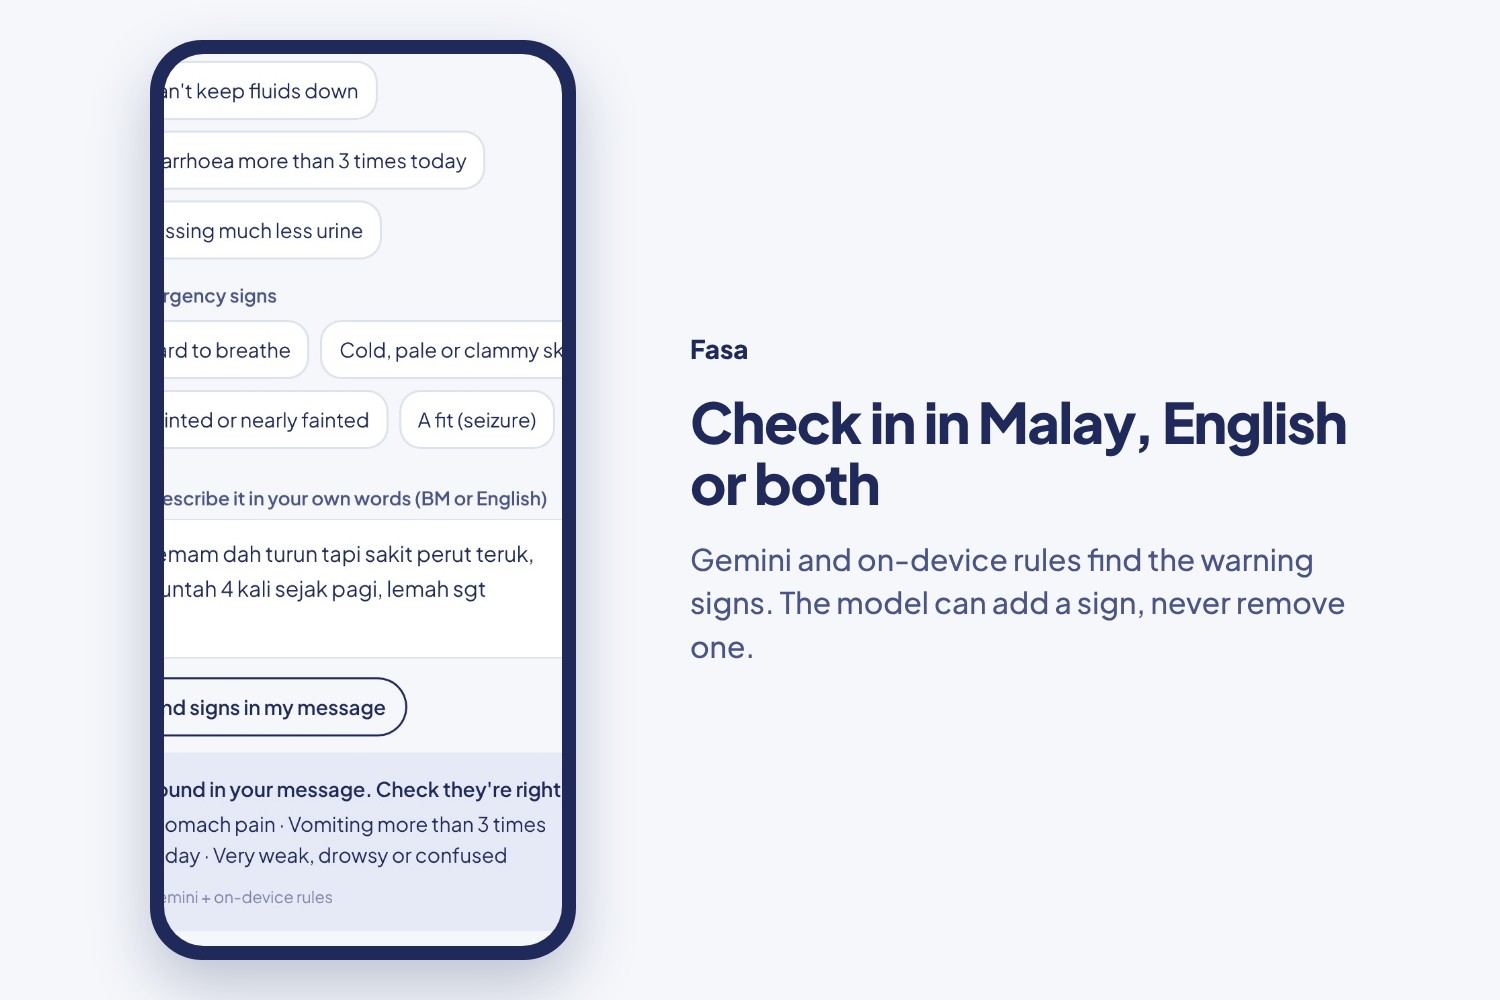 an't keep fluids down
arrhoea more than 3 times today
ssing much less urine
rgency signs
ard to breathe
Cold, pale or clammy sk
inted or nearly fainted
A fit (seizure)
escribe it in your own words (BM or English)
emam dah turun tapi sakit perut teruk,
untah 4 kali sejak pagi, lemah sgt
nd signs in my message
ound in your message. Check they're right
omach pain · Vomiting more than 3 times
day · Very weak, drowsy or confused
emini + on-device rules
Fasa
Check in in Malay, English
or both
Gemini and on-device rules find the warning
signs. The model can add a sign, never remove
one.